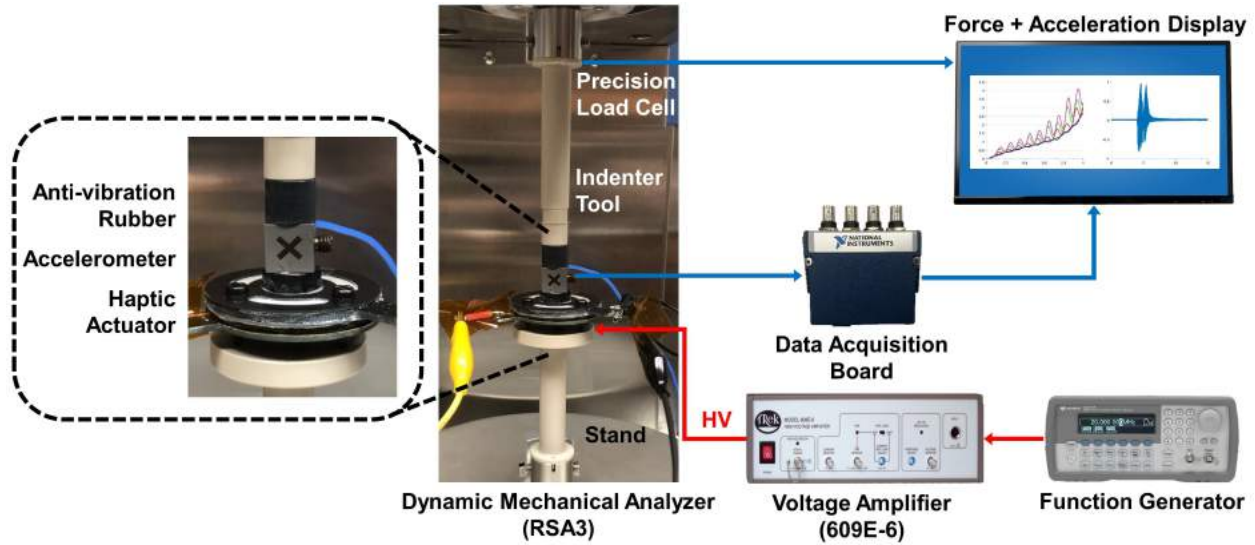 Force + Acceleration Display
Precision
Load Cell
Anti-vibration
Rubber
Indenter
Tool
Accelerometer
Haptic
Actuator
NATIONAL
INSTRUMENTS
Data Acquisition
Board
HV
TREK
Stand
Dynamic Mechanical Analyzer
(RSA3)
Voltage Amplifier
(609E-6)
Function Generator